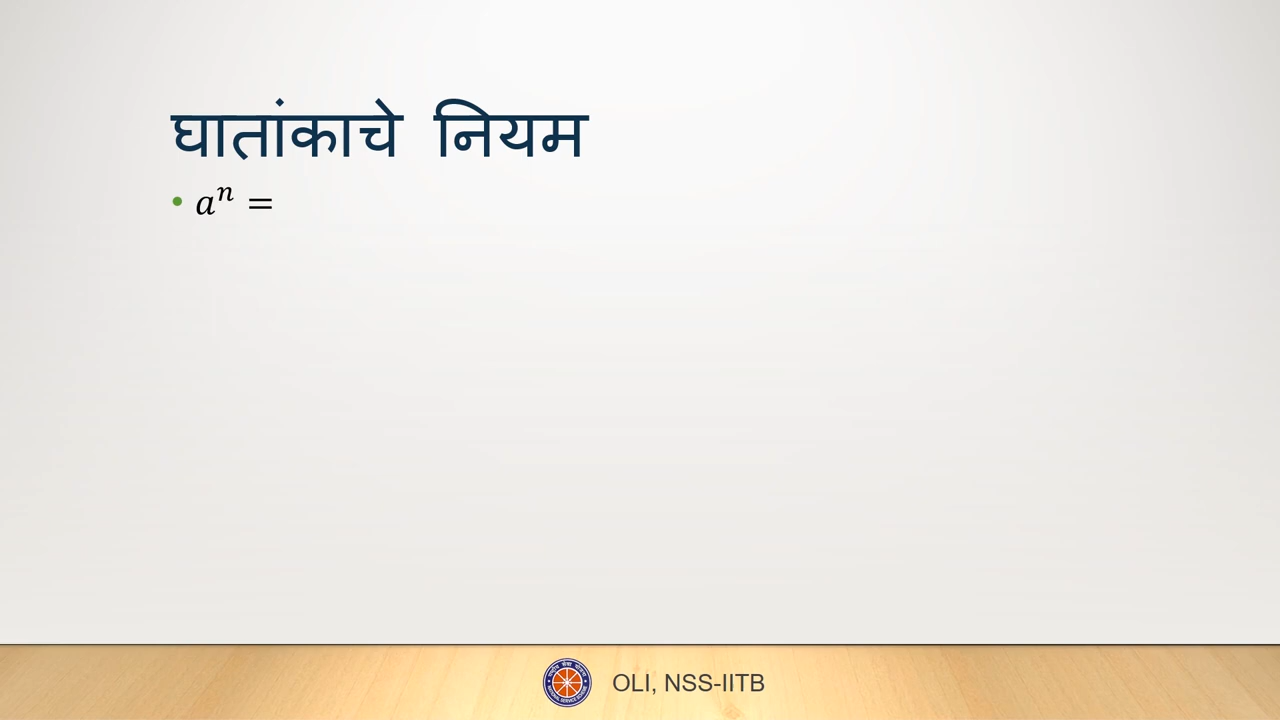 घातांकाचे नियम
• aⁿ =
OLI, NSS-IITB